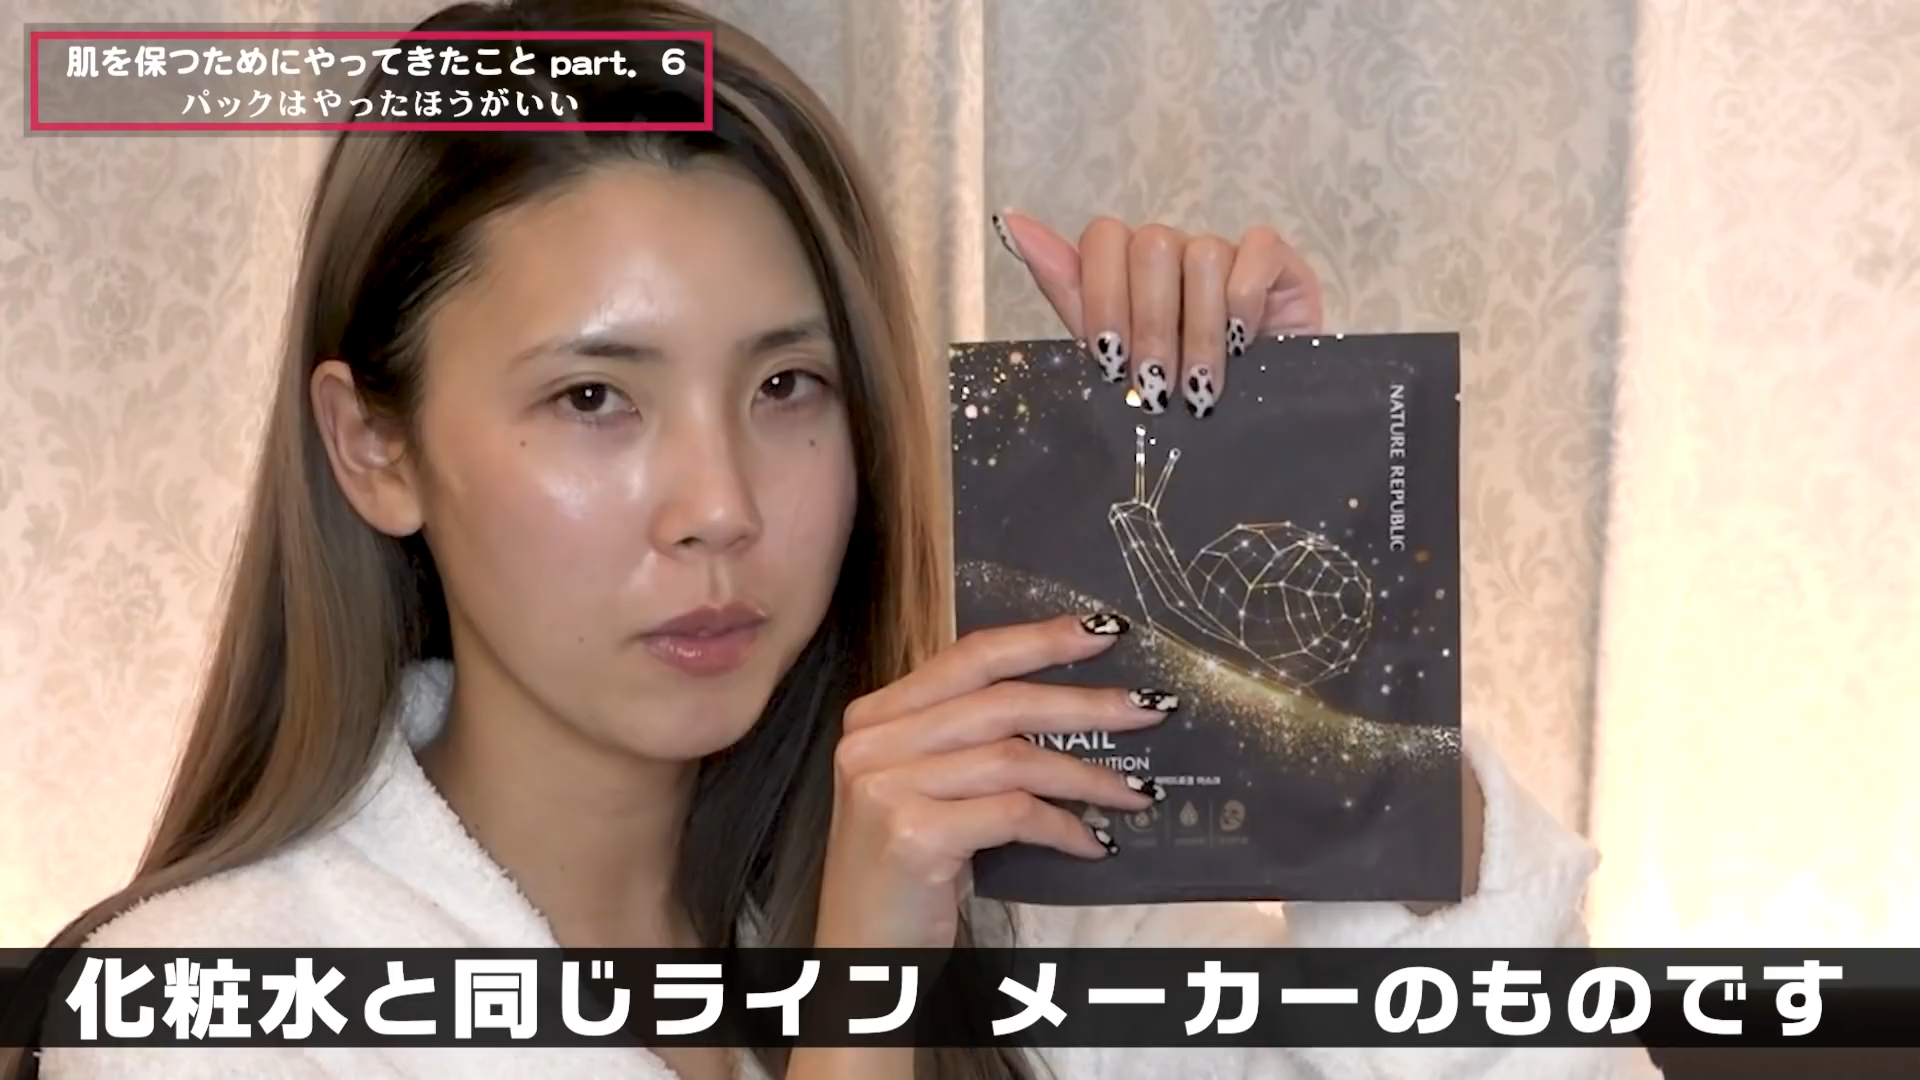 肌を保つためにやってきたこと part. 6
パックはやったほうがいい
NATURE REPUBLIC
SNAIL
化粧水と同じライン メーカーのものです